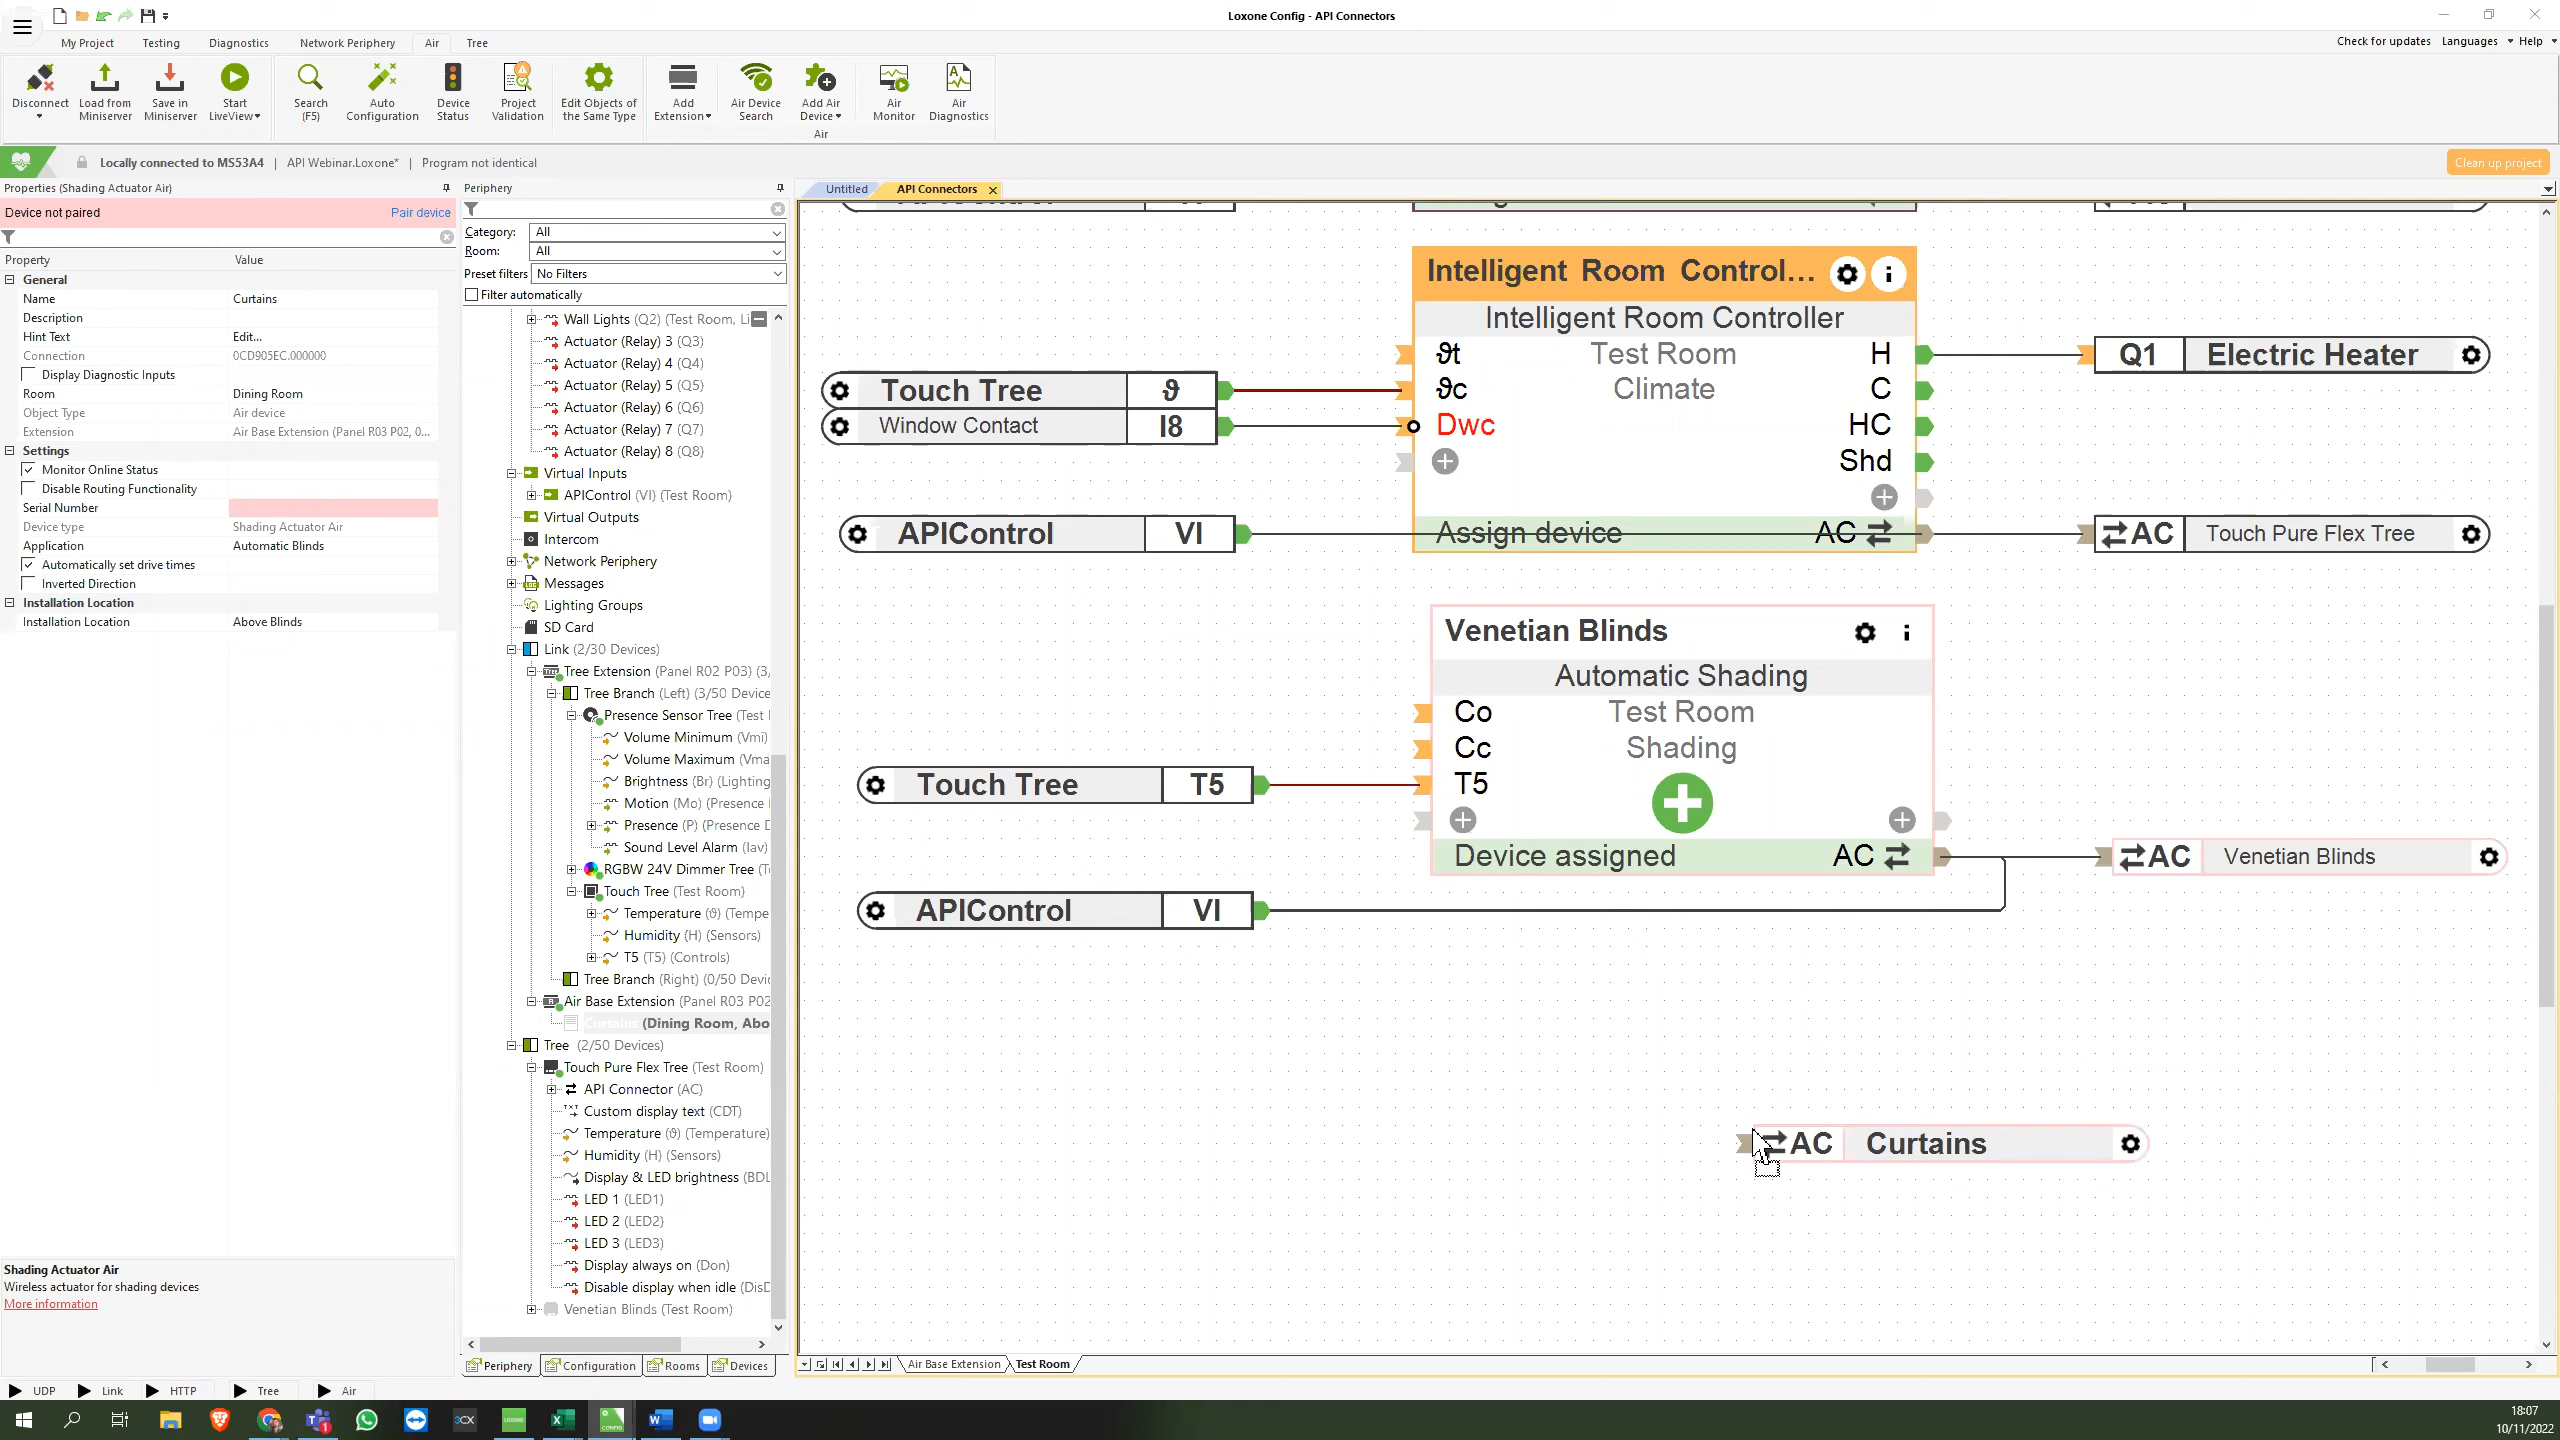 Loxone Config - API Connectors
My Project
Testing
Diagnostics
Network Periphery
Air
Tree
Check for updates
Languages
Help
Disconnect
Load from Miniserver
Save in Miniserver
Start LiveView
Search (F5)
Auto Configuration
Device Status
Project Validation
Edit Objects of the Same Type
Add Extension
Air Device Search
Add Air Device
Air Monitor
Air Diagnostics
Air
Locally connected to MS53A4 | API Webinar.Loxone* | Program not identical
Clean up project
Properties (Shading Actuator Air)
Device not paired
Pair device
Property Value
General
Name Curtains
Description
Hint Text Edit...
Connection 0CD905EC.000000
Display Diagnostic Inputs
Room Dining Room
Object Type Air device
Extension Air Base Extension (Panel R03 P02, 0...
Settings
Monitor Online Status
Disable Routing Functionality
Serial Number
Device type Shading Actuator Air
Application Automatic Blinds
Automatically set drive times
Inverted Direction
Installation Location
Installation Location Above Blinds
Shading Actuator Air
Wireless actuator for shading devices
More information
Periphery
Category: All
Room: All
Preset filters No Filters
Filter automatically
Wall Lights (Q2) (Test Room, Li
Actuator (Relay) 3 (Q3)
Actuator (Relay) 4 (Q4)
Actuator (Relay) 5 (Q5)
Actuator (Relay) 6 (Q6)
Actuator (Relay) 7 (Q7)
Actuator (Relay) 8 (Q8)
Virtual Inputs
APIControl (VI) (Test Room)
Virtual Outputs
Intercom
Network Periphery
Messages
Lighting Groups
SD Card
Link (2/30 Devices)
Tree Extension (Panel R02 P03) (3,
Tree Branch (Left) (3/50 Device
Presence Sensor Tree (Test
Volume Minimum (Vmi)
Volume Maximum (Vma
Brightness (Br) (Lighting
Motion (Mo) (Presence
Presence (P) (Presence D
Sound Level Alarm (Iav)
RGBW 24V Dimmer Tree (T
Touch Tree (Test Room)
Temperature (ϑ) (Tempe
Humidity (H) (Sensors)
T5 (T5) (Controls)
Tree Branch (Right) (0/50 Devic
Air Base Extension (Panel R03 P02
Curtains (Dining Room, Abo
Tree (2/50 Devices)
Touch Pure Flex Tree (Test Room)
API Connector (AC)
Custom display text (CDT)
Temperature (ϑ) (Temperature)
Humidity (H) (Sensors)
Display & LED brightness (BDL
LED 1 (LED1)
LED 2 (LED2)
LED 3 (LED3)
Display always on (Don)
Disable display when idle (DisD
Venetian Blinds (Test Room)
Periphery
Configuration
Rooms
Devices
Untitled
API Connectors
Intelligent Room Control...
Intelligent Room Controller
ϑt Test Room H
ϑc Climate C
Dwc HC
Shd
Assign device AC
Touch Tree ϑ
Window Contact I8
APIControl VI
Q1 Electric Heater
AC Touch Pure Flex Tree
Venetian Blinds
Automatic Shading
Co Test Room
Cc Shading
T5
Device assigned AC
Touch Tree T5
APIControl VI
AC Venetian Blinds
AC Curtains
Air Base Extension
Test Room
UDP
Link
HTTP
Tree
Air
18:07
10/11/2022